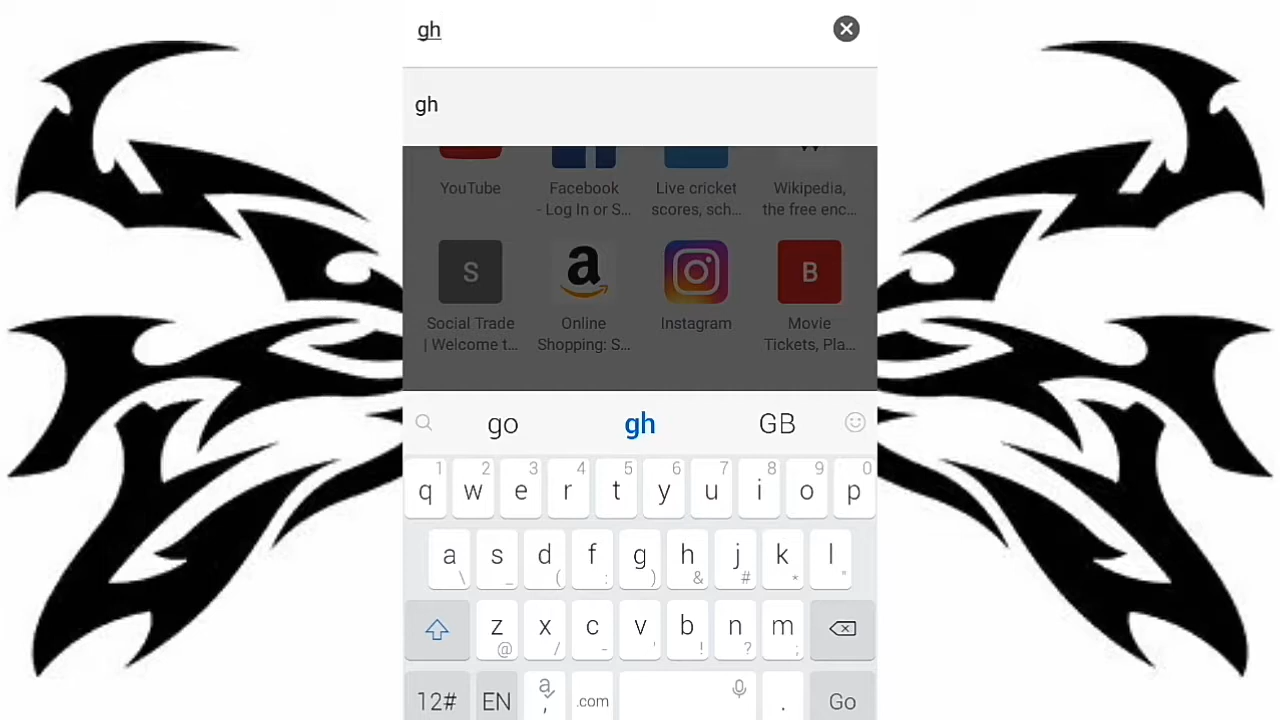 gh
gh
YouTube
Facebook
- Log In or S...
Live cricket
scores, sch...
Wikipedia,
the free enc...
S
a
B
Social Trade
| Welcome t...
Online
Shopping: S...
Instagram
Movie
Tickets, Pla...
go gh GB
1 2 3 4 5 6 7 8 9 0
q w e r t y u i o p
a s d f g h j k l
\ _ ( : ) & # * "
z x c v b n m
@ / - ' ! ? ;
12# EN a , .com . Go